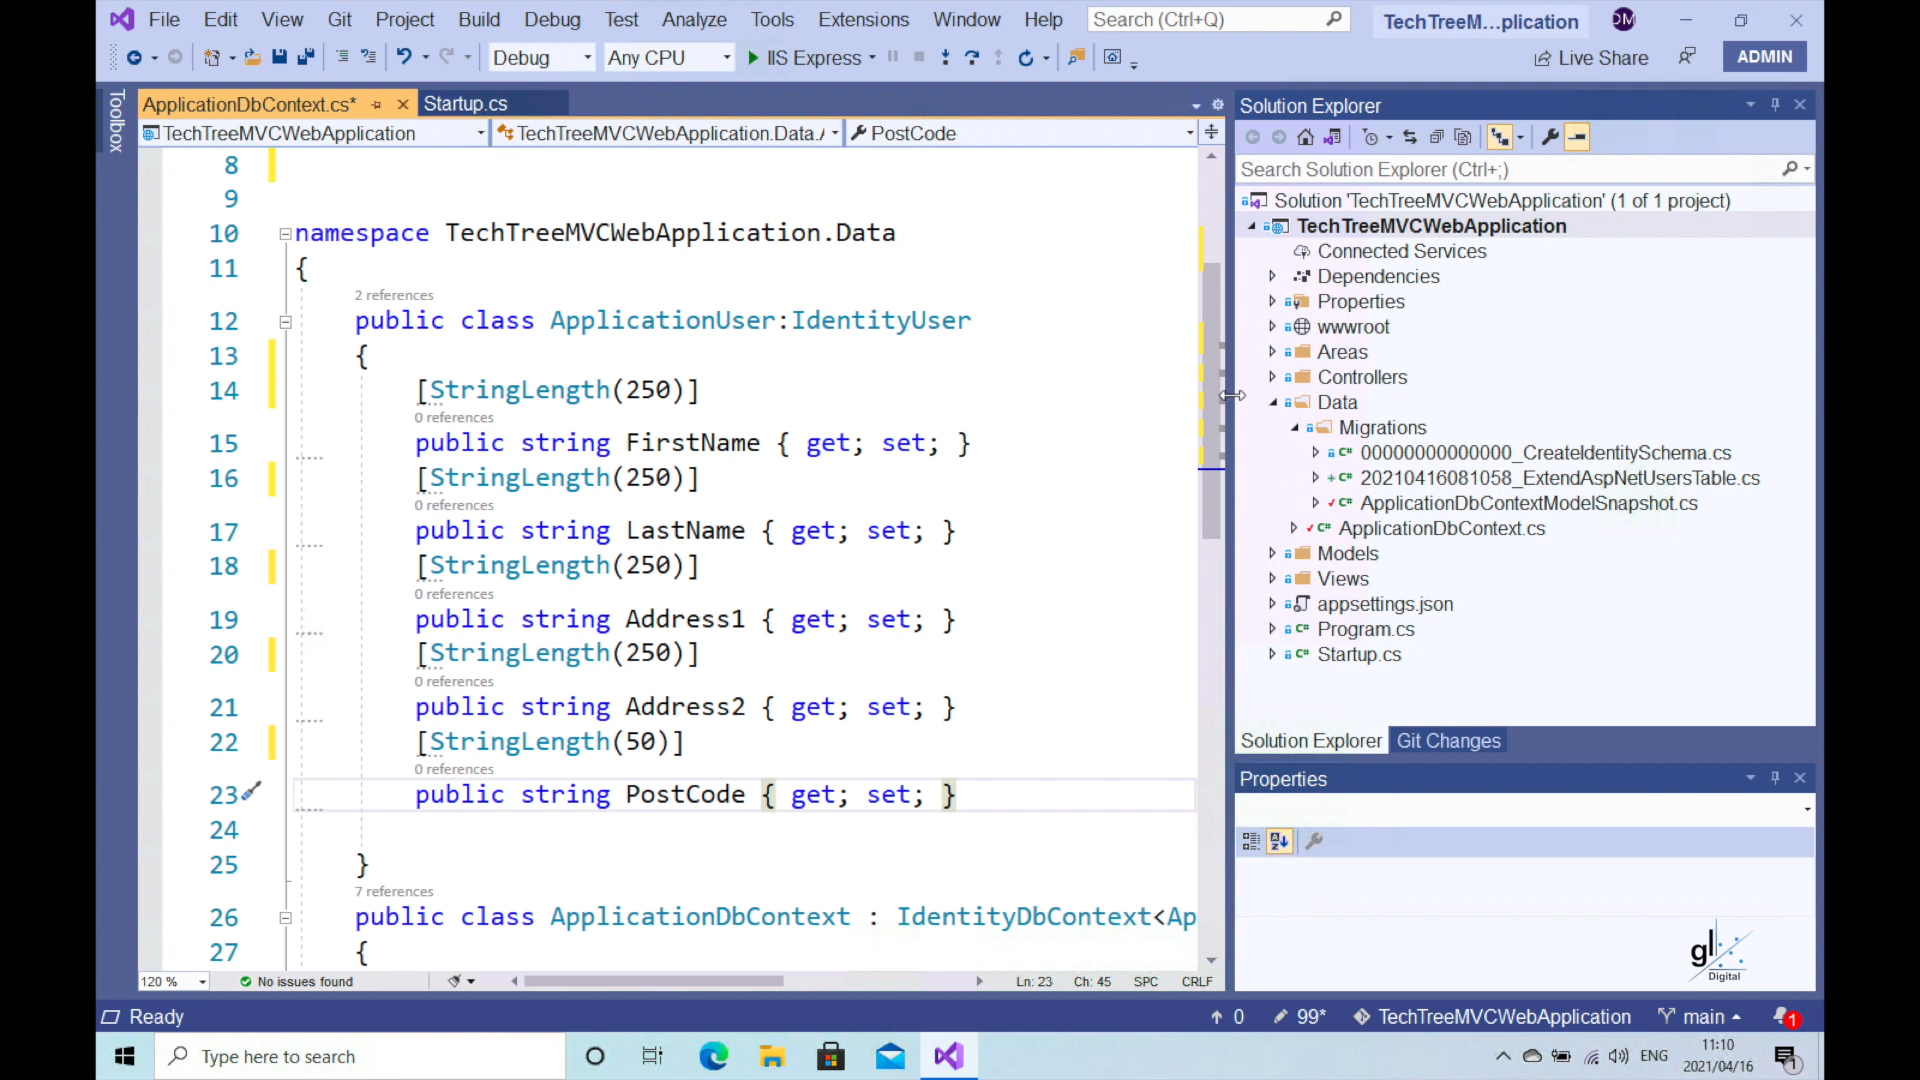 File Edit View Git Project Build Debug Test Analyze Tools Extensions Window Help Search (Ctrl+Q) TechTreeM...plication DM
Debug Any CPU IIS Express Live Share ADMIN
Toolbox
ApplicationDbContext.cs* Startup.cs
TechTreeMVCWebApplication TechTreeMVCWebApplication.Data./ PostCode
8
9
10 namespace TechTreeMVCWebApplication.Data
11 {
2 references
12 public class ApplicationUser:IdentityUser
13 {
14 [StringLength(250)]
0 references
15 public string FirstName { get; set; }
16 [StringLength(250)]
0 references
17 public string LastName { get; set; }
18 [StringLength(250)]
0 references
19 public string Address1 { get; set; }
20 [StringLength(250)]
0 references
21 public string Address2 { get; set; }
22 [StringLength(50)]
0 references
23 public string PostCode { get; set; }
24
25 }
7 references
26 public class ApplicationDbContext : IdentityDbContext<Ap
27 {
120 % No issues found Ln: 23 Ch: 45 SPC CRLF
Solution Explorer
Search Solution Explorer (Ctrl+;)
Solution 'TechTreeMVCWebApplication' (1 of 1 project)
TechTreeMVCWebApplication
Connected Services
Dependencies
Properties
wwwroot
Areas
Controllers
Data
Migrations
C# 00000000000000_CreateIdentitySchema.cs
C# 20210416081058_ExtendAspNetUsersTable.cs
C# ApplicationDbContextModelSnapshot.cs
C# ApplicationDbContext.cs
Models
Views
appsettings.json
C# Program.cs
C# Startup.cs
Solution Explorer Git Changes
Properties
gl
Digital
Ready 0 99* TechTreeMVCWebApplication main 1
Type here to search ENG 11:10
2021/04/16 1